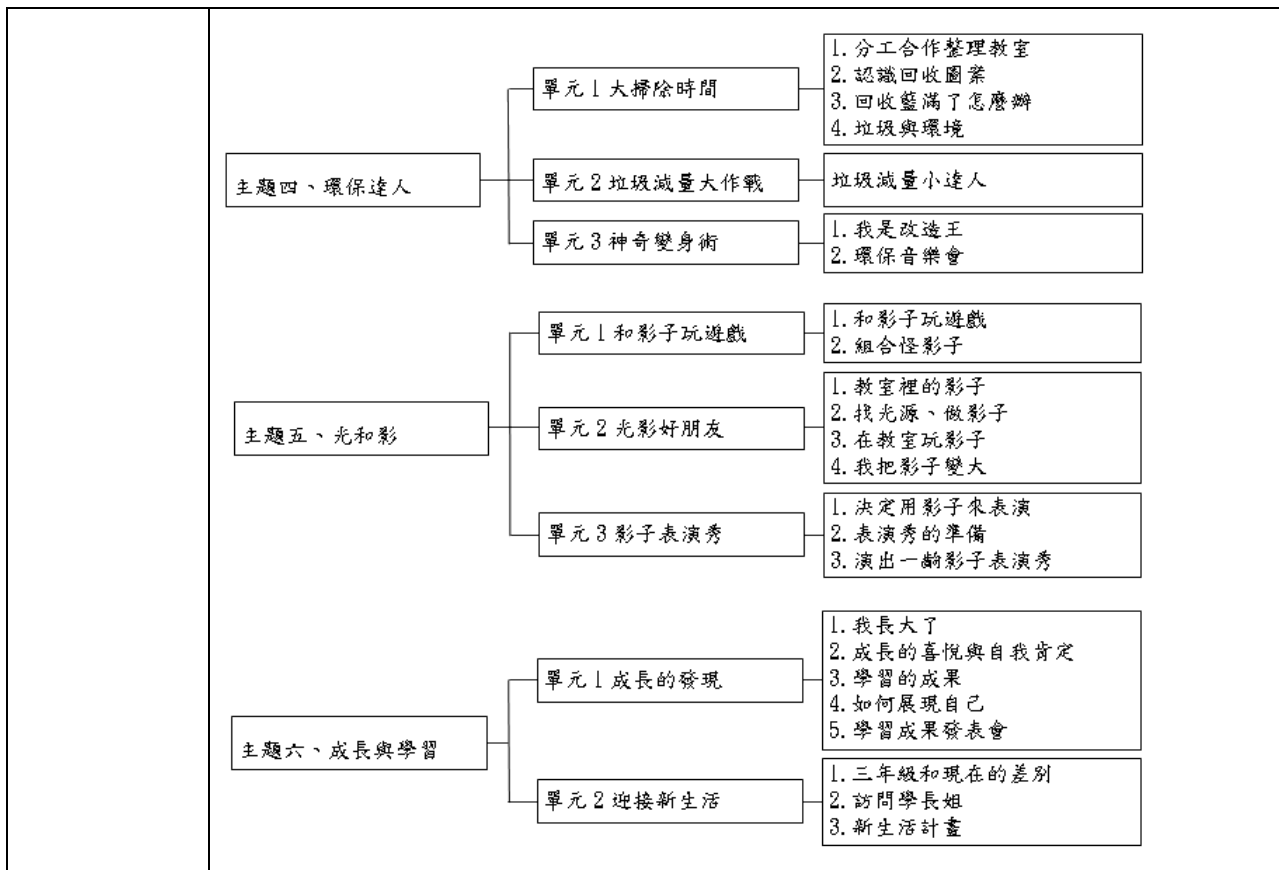 主題四、環保達人
單元1大掃除時間
1.分工合作整理教室
2.認識回收圖案
3.回收籃滿了怎麼辦
4.垃圾與環境
單元2垃圾減量大作戰
垃圾減量小達人
單元3神奇變身術
1.我是改造王
2.環保音樂會
主題五、光和影
單元1和影子玩遊戲
1.和影子玩遊戲
2.組合怪影子
單元2光影好朋友
1.教室裡的影子
2.找光源、做影子
3.在教室玩影子
4.我把影子變大
單元3影子表演秀
1.決定用影子來表演
2.表演秀的準備
3.演出一齣影子表演秀
主題六、成長與學習
單元1成長的發現
1.我長大了
2.成長的喜悅與自我肯定
3.學習的成果
4.如何展現自己
5.學習成果發表會
單元2迎接新生活
1.三年級和現在的差別
2.訪問學長姐
3.新生活計畫